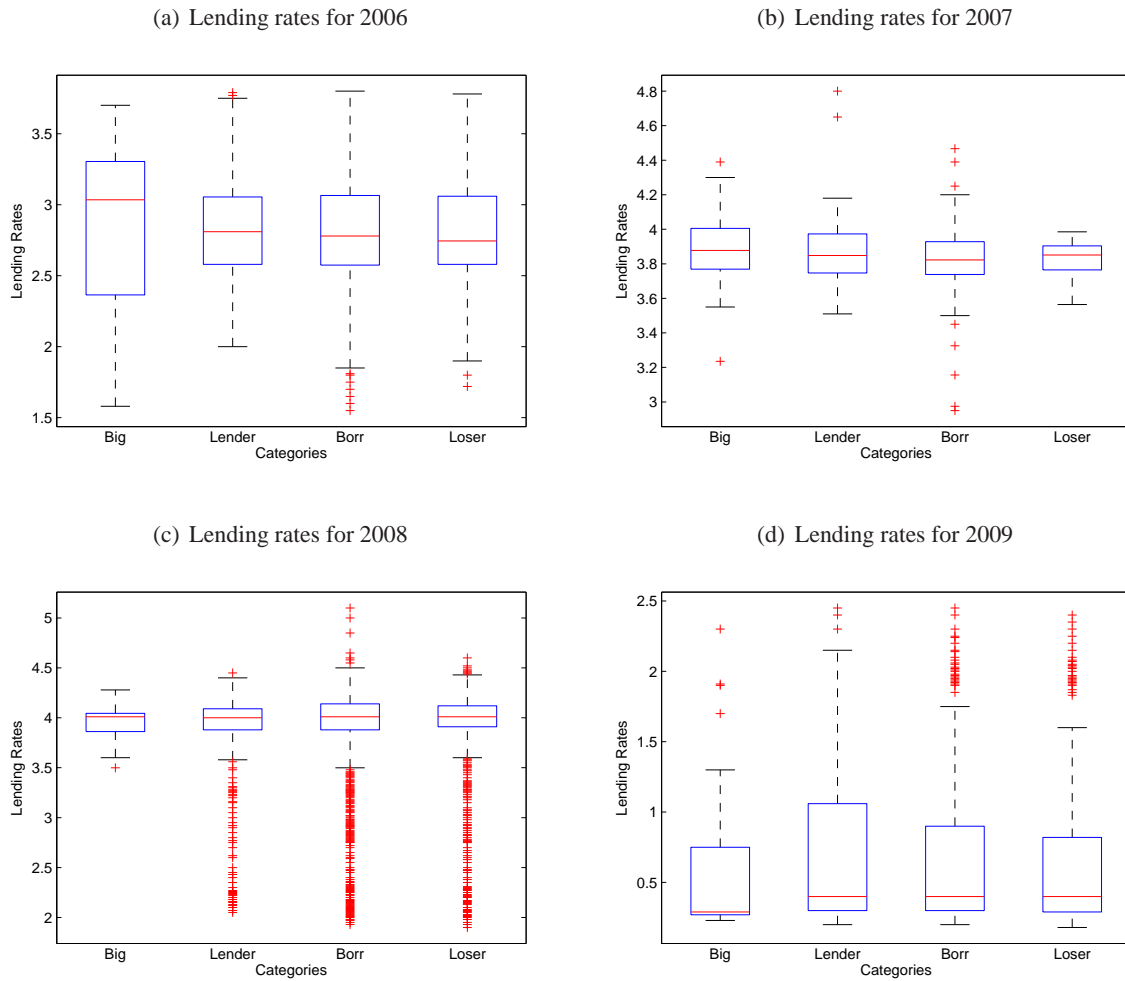 (a) Lending rates for 2006
Lending Rates
3.5
3
2.5
2
1.5
Big Lender Borr Loser
Categories
(b) Lending rates for 2007
Lending Rates
4.8
4.6
4.4
4.2
4
3.8
3.6
3.4
3.2
3
Big Lender Borr Loser
Categories
(c) Lending rates for 2008
Lending Rates
5
4.5
4
3.5
3
2.5
2
Big Lender Borr Loser
Categories
(d) Lending rates for 2009
Lending Rates
2.5
2
1.5
1
0.5
Big Lender Borr Loser
Categories